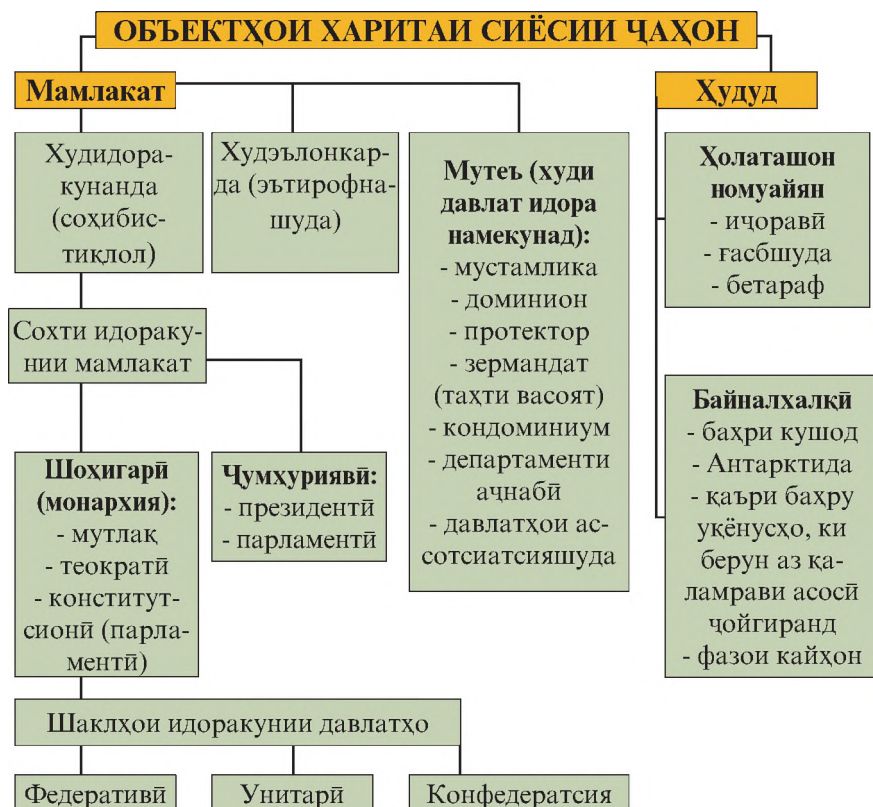 ОБЪЕКТҲОИ ХАРИТАИ СИЁСИИ ҶАҲОН
Мамлакат
Ҳудуд
Худидора-
кунанда
(соҳибис-
тиқлол)
Худэълонкар-
да (эътирофна-
шуда)
Мутеъ (худи
давлат идора
намекунад):
- мустамлика
- доминион
- протектор
- зермандат
(таҳти васоят)
- кондоминиум
- департаменти
аҷнабӣ
- давлатҳои ас-
сотсиатсияшуда
Ҳолаташон
номуайян
- иҷоравӣ
- ғасбшуда
- бетараф
Сохти идораку-
нии мамлакат
Шоҳигарӣ
(монархия):
- мутлақ
- теократӣ
- конститут-
сионӣ (парла-
ментӣ)
Ҷумҳуриявӣ:
- президентӣ
- парламентӣ
Байналхалқӣ
- баҳри кушод
- Антарктида
- қаъри баҳру
уқёнусҳо, ки
берун аз қа-
ламрави асосӣ
ҷойгиранд
- фазои кайҳон
Шаклҳои идоракунии давлатҳо
Федеративӣ
Унитарӣ
Конфедератсия